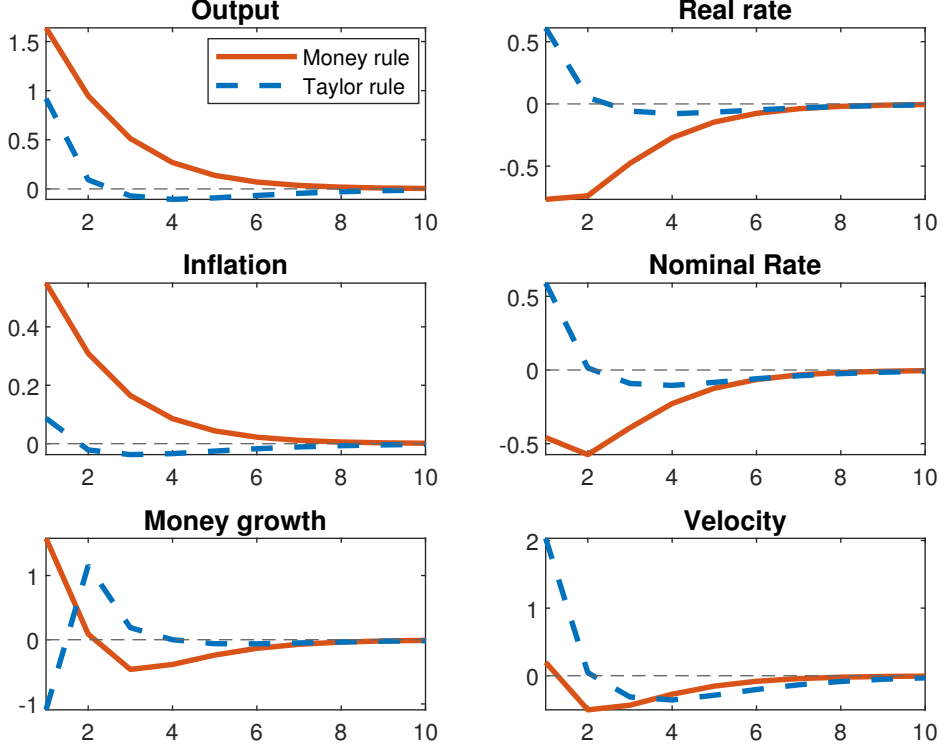 Output
1.5
1
0.5
0
2 4 6 8 10
Money rule
Taylor rule
Real rate
0.5
0
-0.5
2 4 6 8 10
Inflation
0.4
0.2
0
2 4 6 8 10
Nominal Rate
0.5
0
-0.5
2 4 6 8 10
Money growth
1
0
-1
2 4 6 8 10
Velocity
2
1
0
2 4 6 8 10